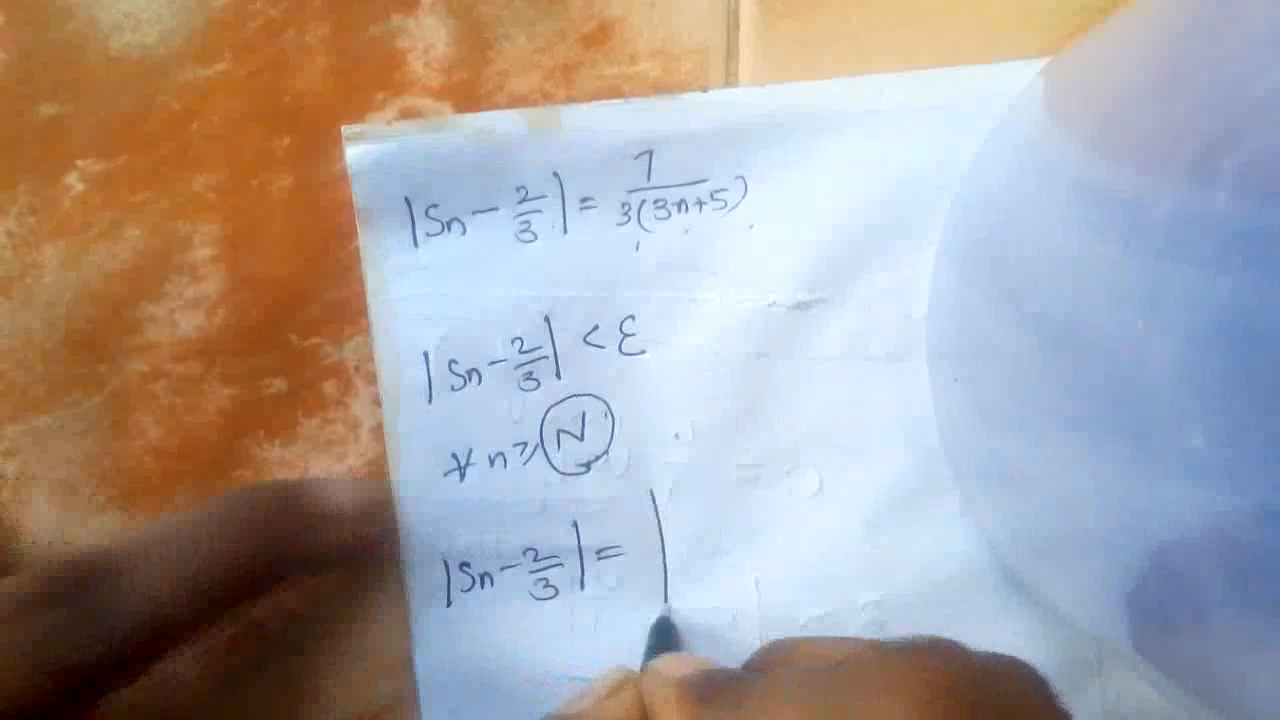 |Sn - 2/3| = 7/3(3n+5)
|Sn - 2/3| < ε
∀ n ≥ N
|Sn - 2/3| = |